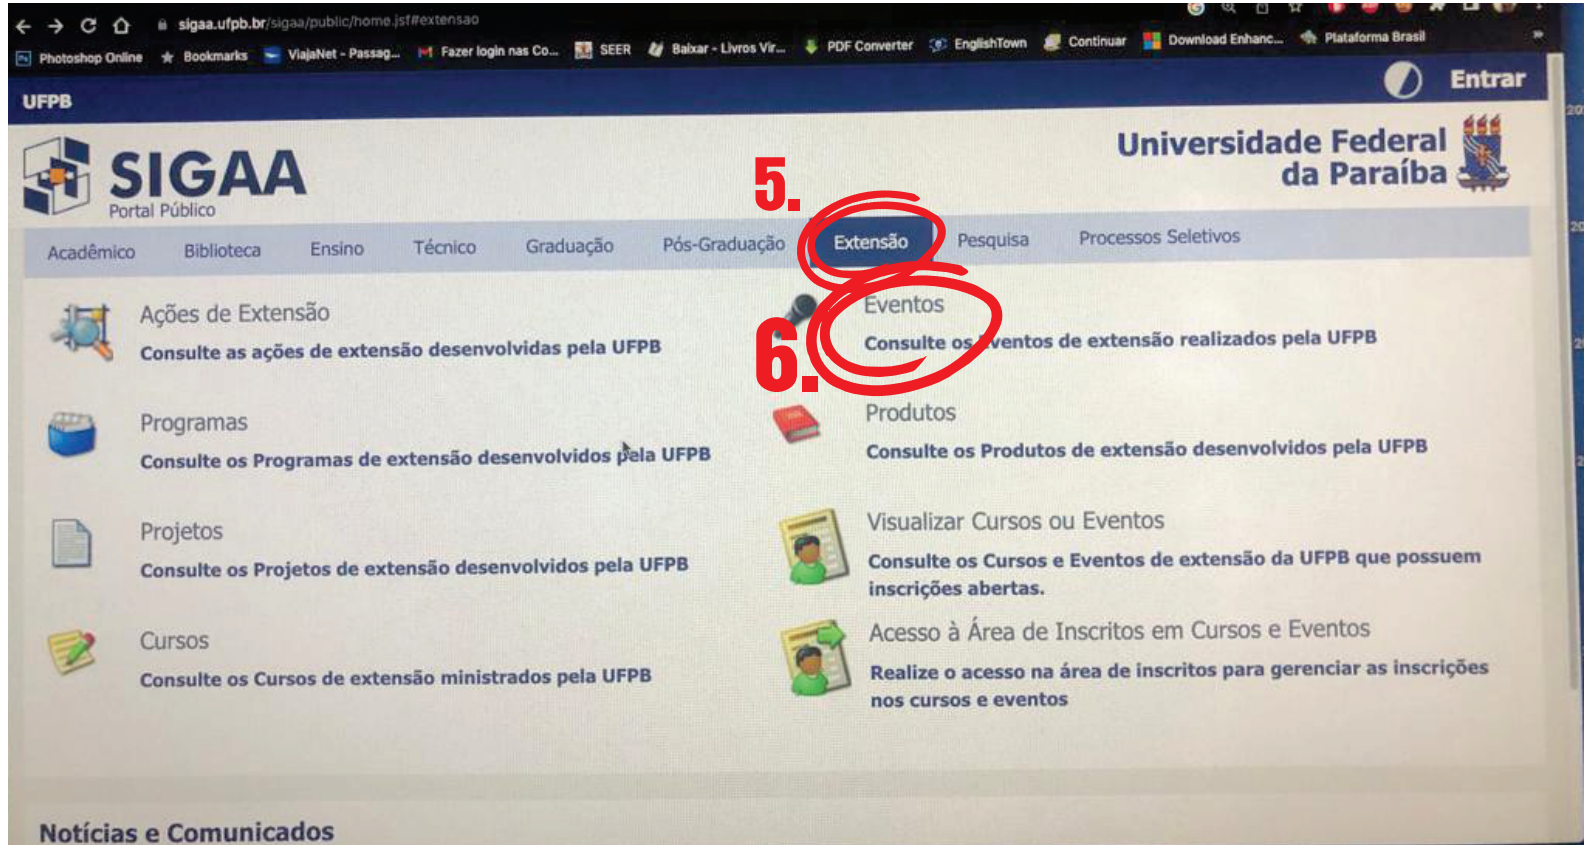 sigaa.ufpb.br/sigaa/public/home.jsf#extensao
Photoshop Online Bookmarks ViajaNet - Passag... Fazer login nas Co... SEER Baixar - Livros Vir... PDF Converter EnglishTown Continuar Download Enhanc... Plataforma Brasil »
UFPB Entrar
SIGAA
Portal Público
Universidade Federal
da Paraíba
5.
Acadêmico Biblioteca Ensino Técnico Graduação Pós-Graduação Extensão Pesquisa Processos Seletivos
Ações de Extensão
Consulte as ações de extensão desenvolvidas pela UFPB
6.
Eventos
Consulte os Eventos de extensão realizados pela UFPB
Programas
Consulte os Programas de extensão desenvolvidos pela UFPB
Produtos
Consulte os Produtos de extensão desenvolvidos pela UFPB
Projetos
Consulte os Projetos de extensão desenvolvidos pela UFPB
Visualizar Cursos ou Eventos
Consulte os Cursos e Eventos de extensão da UFPB que possuem
inscrições abertas.
Cursos
Consulte os Cursos de extensão ministrados pela UFPB
Acesso à Área de Inscritos em Cursos e Eventos
Realize o acesso na área de inscritos para gerenciar as inscrições
nos cursos e eventos
Notícias e Comunicados